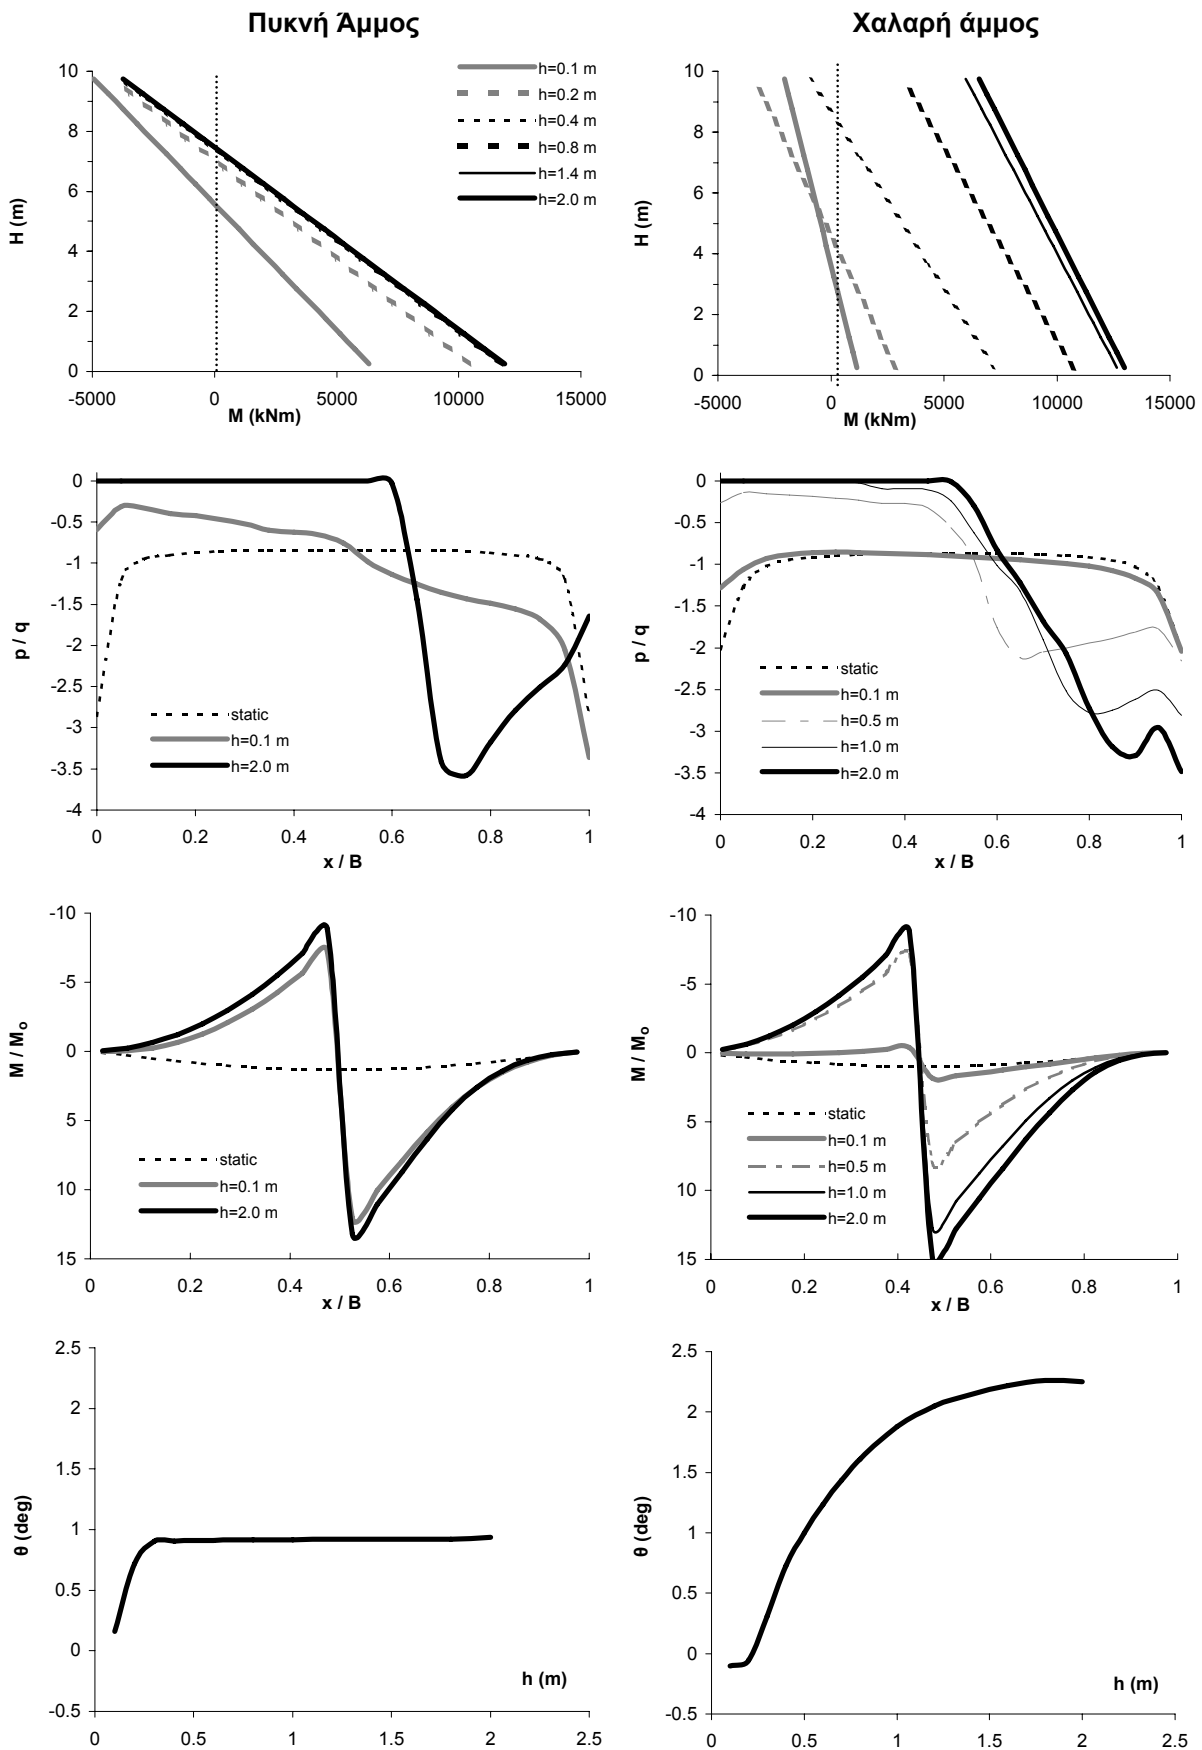 Πυκνή Άμμος
Χαλαρή άμμος
10
8
6
4
2
0
H (m)
-5000
0
5000
10000
15000
M (kNm)
h=0.1 m
h=0.2 m
h=0.4 m
h=0.8 m
h=1.4 m
h=2.0 m
10
8
6
4
2
0
H (m)
-5000
0
5000
10000
15000
M (kNm)
0
-0.5
-1
-1.5
-2
-2.5
-3
-3.5
-4
p / q
static
h=0.1 m
h=2.0 m
0
0.2
0.4
0.6
0.8
1
x / B
0
-0.5
-1
-1.5
-2
-2.5
-3
-3.5
-4
p / q
static
h=0.1 m
h=0.5 m
h=1.0 m
h=2.0 m
0
0.2
0.4
0.6
0.8
1
x / B
-10
-5
0
5
10
15
M / Mo
static
h=0.1 m
h=2.0 m
0
0.2
0.4
0.6
0.8
1
x / B
-10
-5
0
5
10
15
M / Mo
static
h=0.1 m
h=0.5 m
h=1.0 m
h=2.0 m
0
0.2
0.4
0.6
0.8
1
x / B
2.5
2
1.5
1
0.5
0
-0.5
θ (deg)
h (m)
0
0.5
1
1.5
2
2.5
2.5
2
1.5
1
0.5
0
-0.5
θ (deg)
h (m)
0
0.5
1
1.5
2
2.5